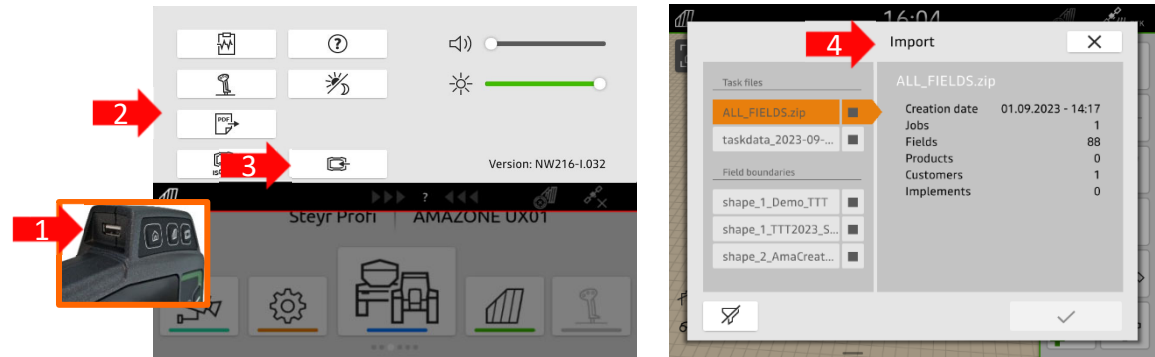 ?
2
PDF
3
Version: NW216-I.032
? 
1
Steyr Profi
AMAZONE UX01
16:04
4
Import
Task files
ALL_FIELDS.zip
taskdata_2023-09-...
Field boundaries
shape_1_Demo_TTT
shape_1_TTT2023_S...
shape_2_AmaCreat...
ALL_FIELDS.zip
Creation date 01.09.2023 - 14:17
Jobs 1
Fields 88
Products 0
Customers 1
Implements 0